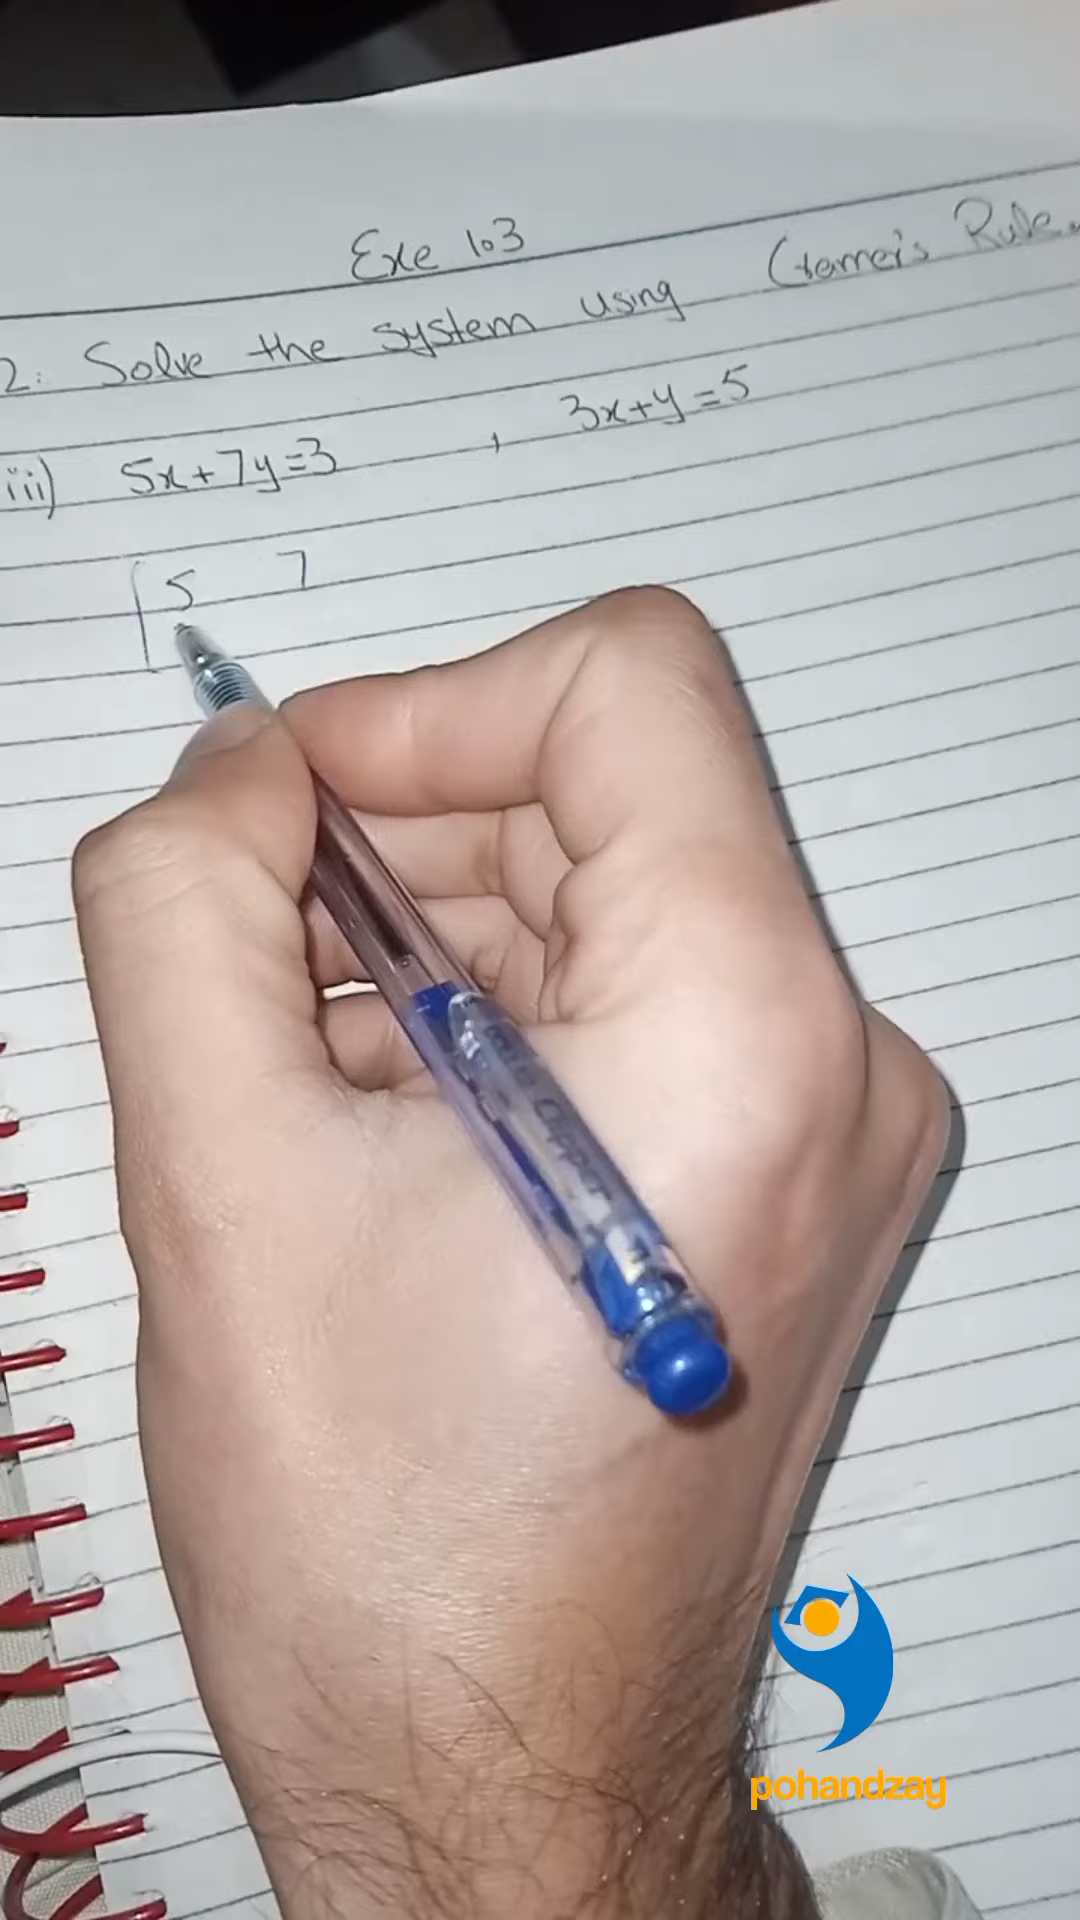 Exe 1.3
2. Solve the system using Cramer's Rule.
iii) 5x+7y=3 , 3x+y=5
5 7
pohandzay